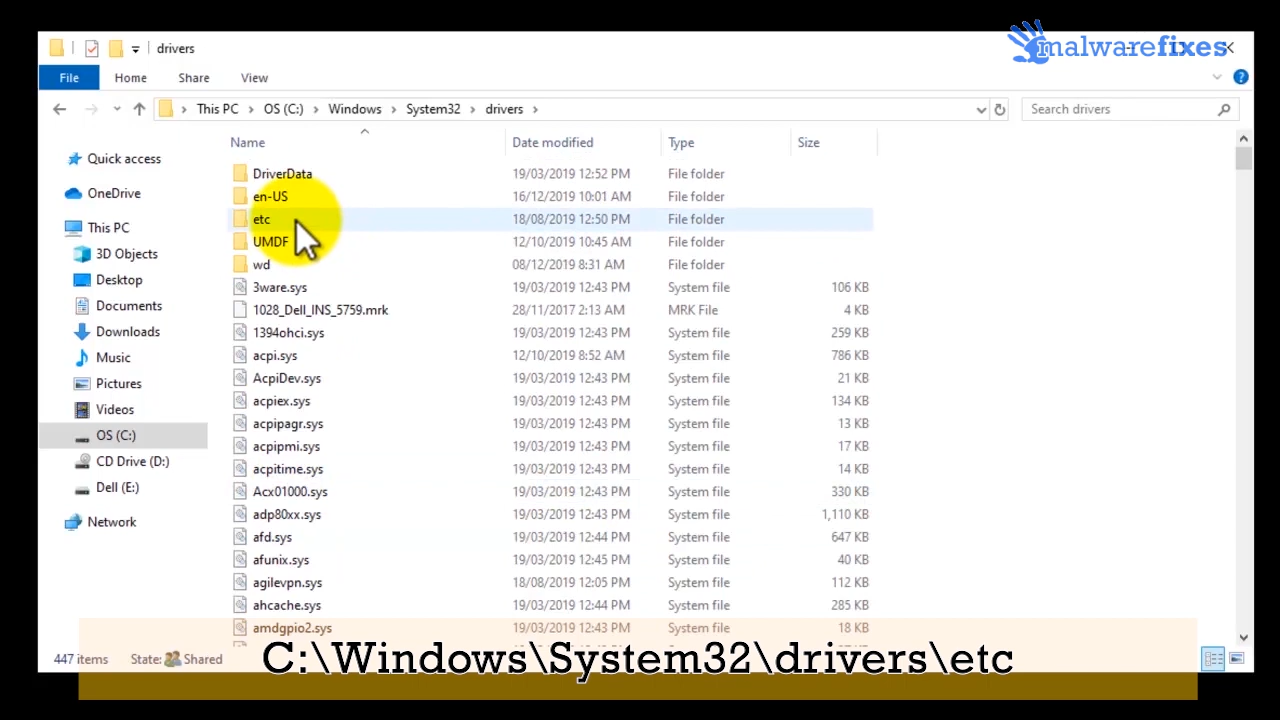 drivers
malwarefixes
File Home Share View
This PC > OS (C:) > Windows > System32 > drivers >
Search drivers
Name Date modified Type Size
Quick access
OneDrive
This PC
3D Objects
Desktop
Documents
Downloads
Music
Pictures
Videos
OS (C:)
CD Drive (D:)
Dell (E:)
Network
DriverData 19/03/2019 12:52 PM File folder
en-US 16/12/2019 10:01 AM File folder
etc 18/08/2019 12:50 PM File folder
UMDF 12/10/2019 10:45 AM File folder
wd 08/12/2019 8:31 AM File folder
3ware.sys 19/03/2019 12:43 PM System file 106 KB
1028_Dell_INS_5759.mrk 28/11/2017 2:13 AM MRK File 4 KB
1394ohci.sys 19/03/2019 12:43 PM System file 259 KB
acpi.sys 12/10/2019 8:52 AM System file 786 KB
AcpiDev.sys 19/03/2019 12:43 PM System file 21 KB
acpiex.sys 19/03/2019 12:43 PM System file 134 KB
acpipagr.sys 19/03/2019 12:43 PM System file 13 KB
acpipmi.sys 19/03/2019 12:43 PM System file 17 KB
acpitime.sys 19/03/2019 12:43 PM System file 14 KB
Acx01000.sys 19/03/2019 12:43 PM System file 330 KB
adp80xx.sys 19/03/2019 12:43 PM System file 1,110 KB
afd.sys 19/03/2019 12:44 PM System file 647 KB
afunix.sys 19/03/2019 12:45 PM System file 40 KB
agilevpn.sys 18/08/2019 12:05 PM System file 112 KB
ahcache.sys 19/03/2019 12:44 PM System file 285 KB
amdgpio2.sys 19/03/2019 12:43 PM System file 18 KB
447 items State: Shared
C:\Windows\System32\drivers\etc